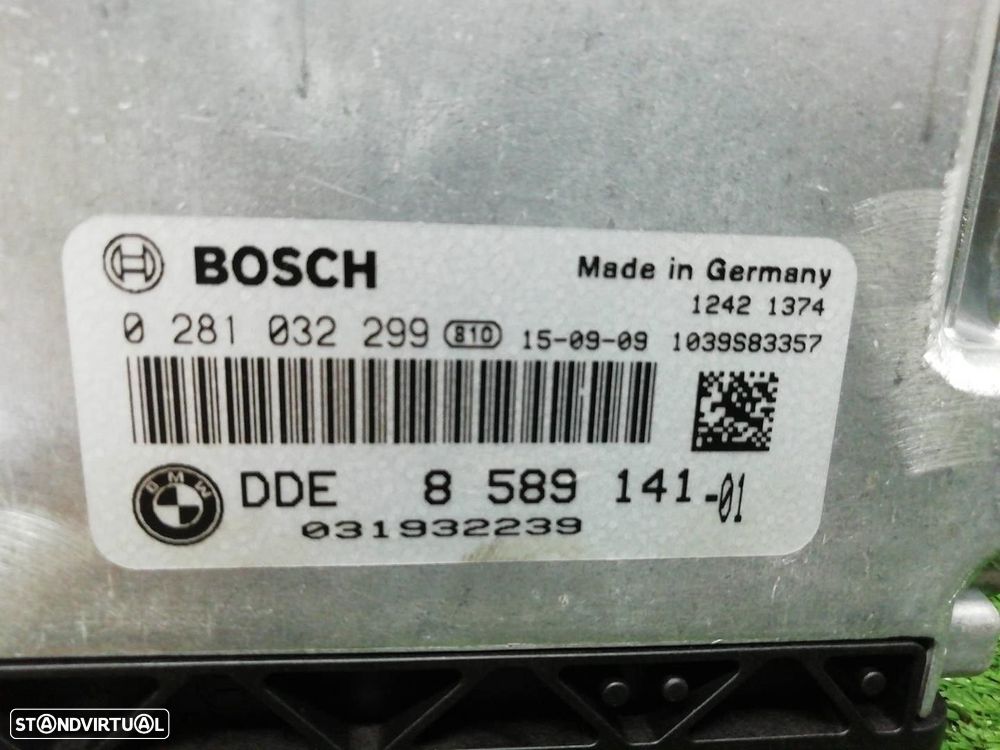 BOSCH
Made in Germany
1242 1374
0 281 032 299 810 15-09-09 1039S83357
BMW
DDE 8 589 141-01
031932239
STANDVIRTUAL